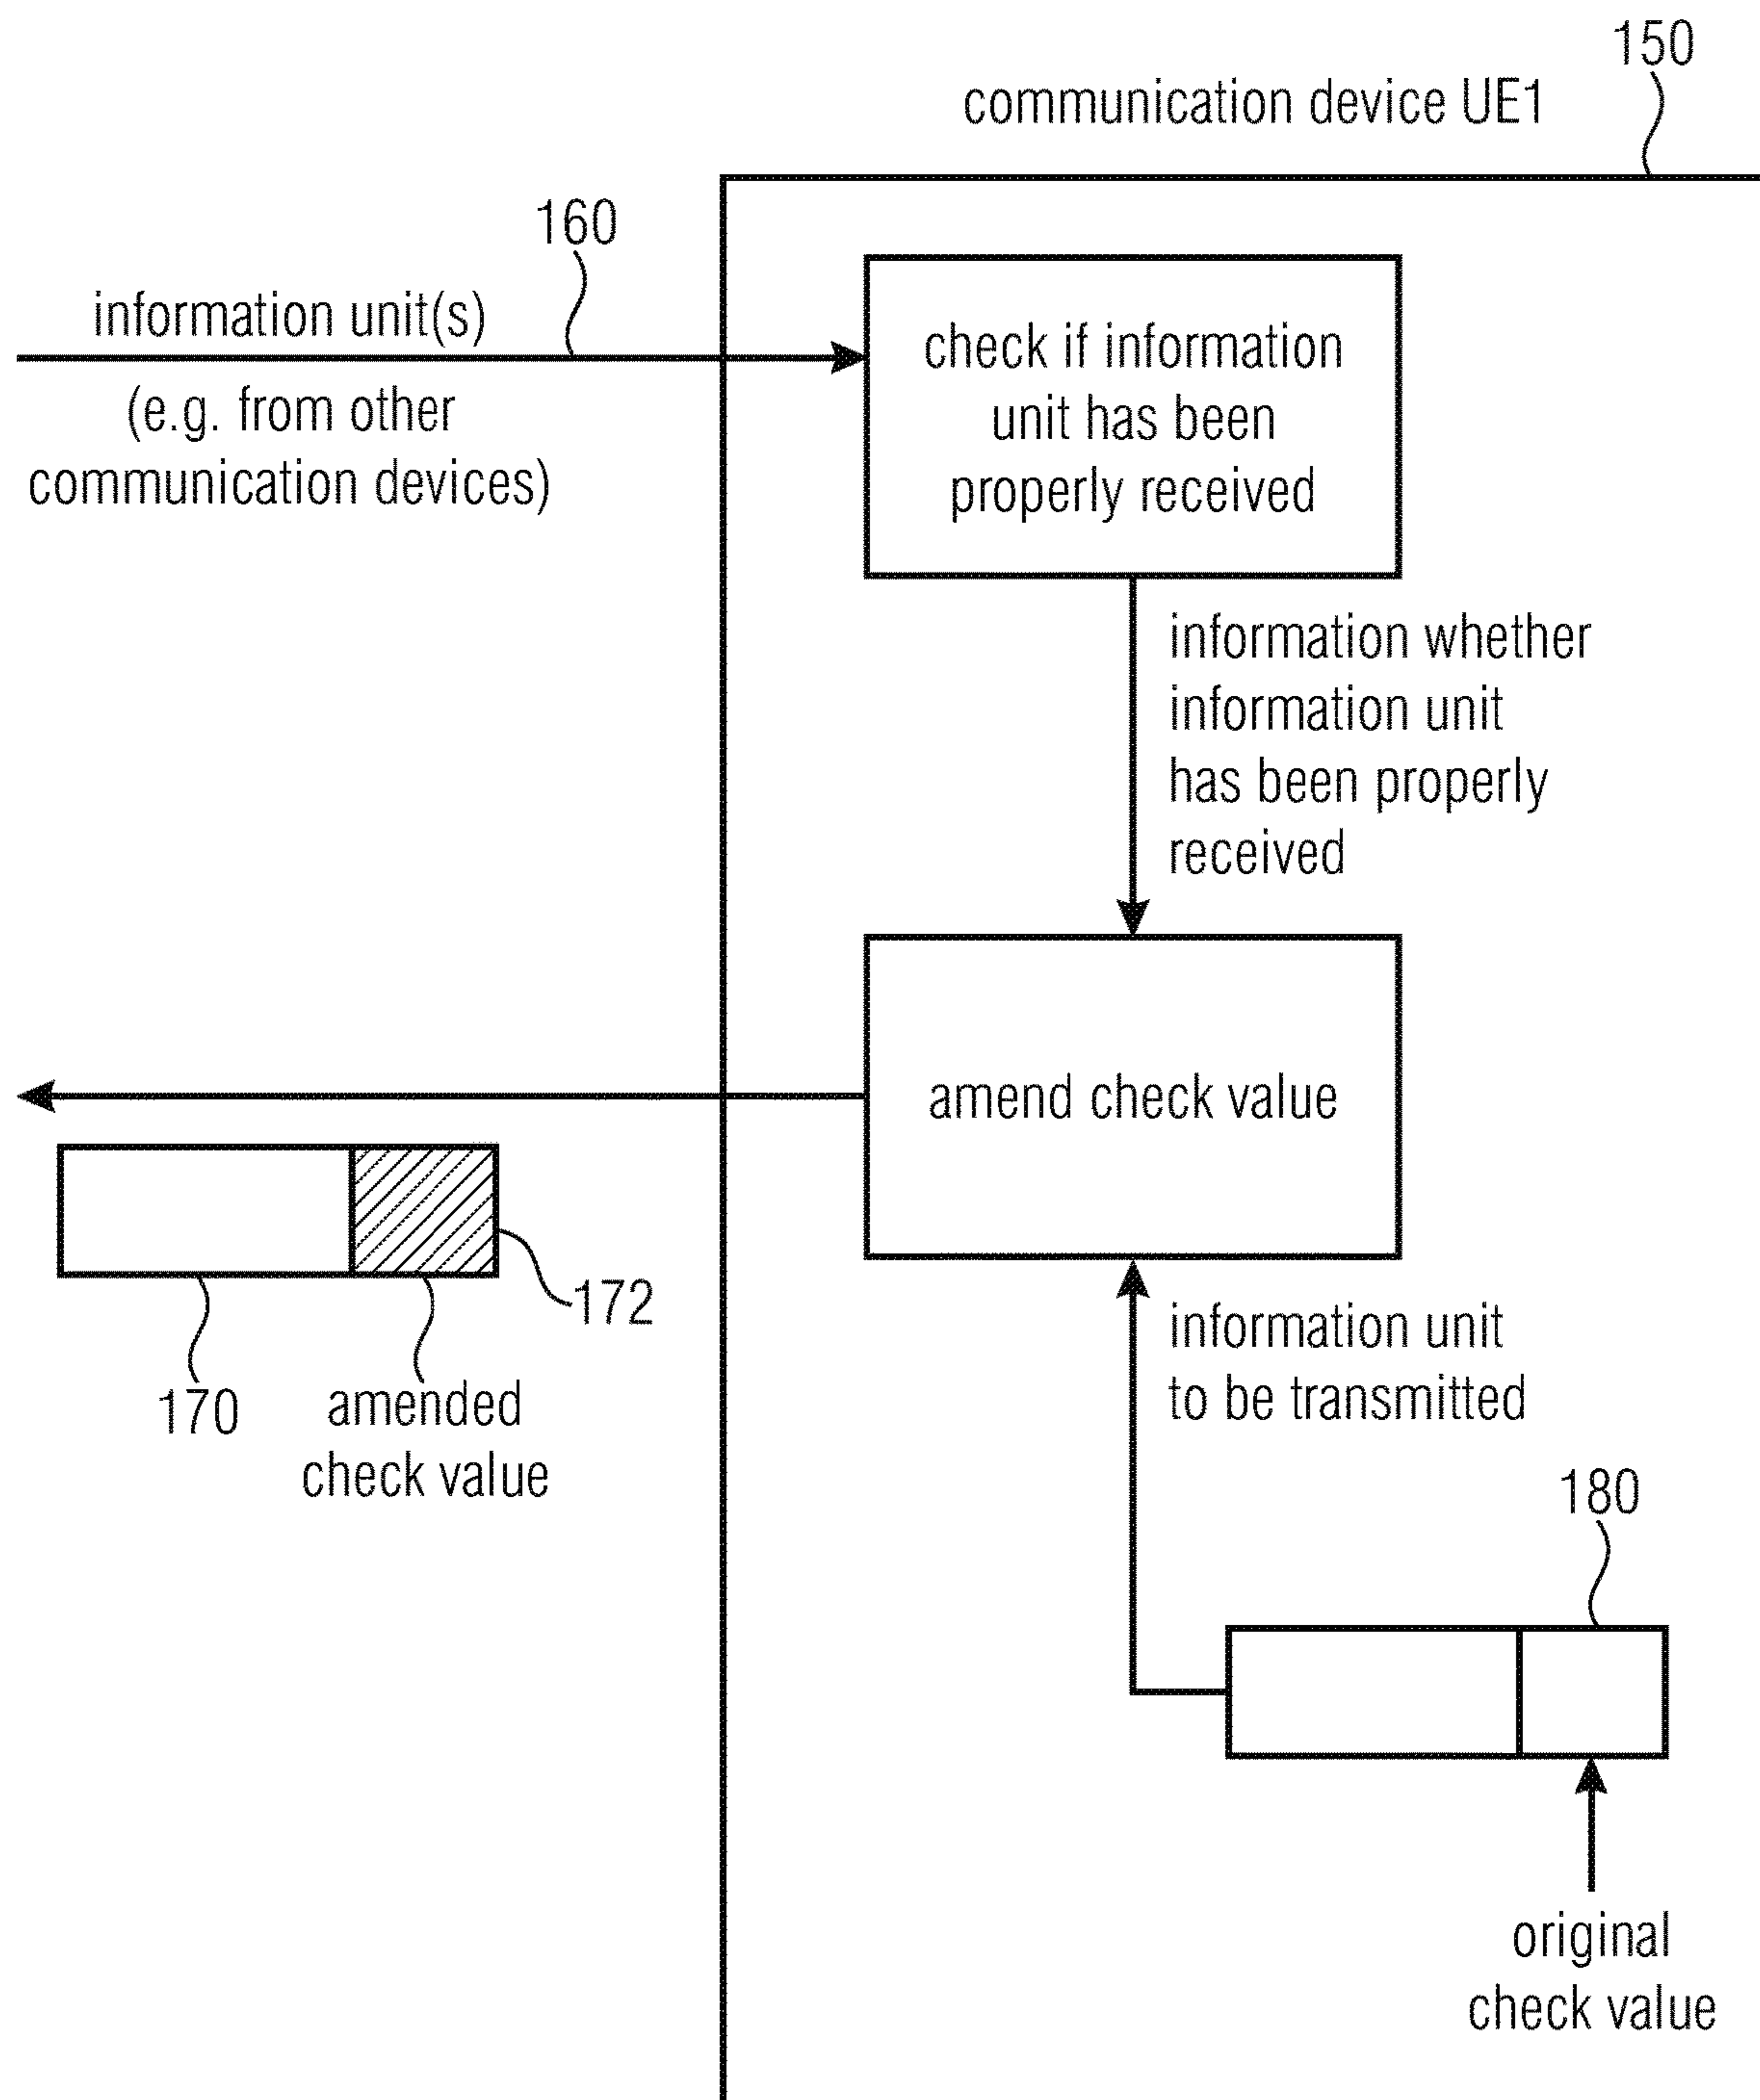 150
communication device UE1
160
information unit(s)
(e.g. from other
communication devices)
check if information
unit has been
properly received
information whether
information unit
has been properly
received
amend check value
172
170
amended
check value
information unit
to be transmitted
180
original
check value